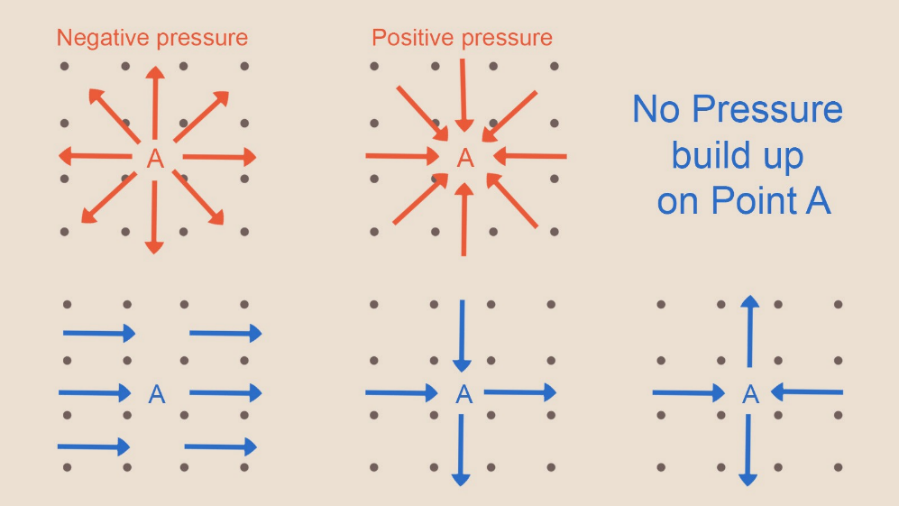 Negative pressure
Positive pressure
A
A
No Pressure
build up
on Point A
A
A
A